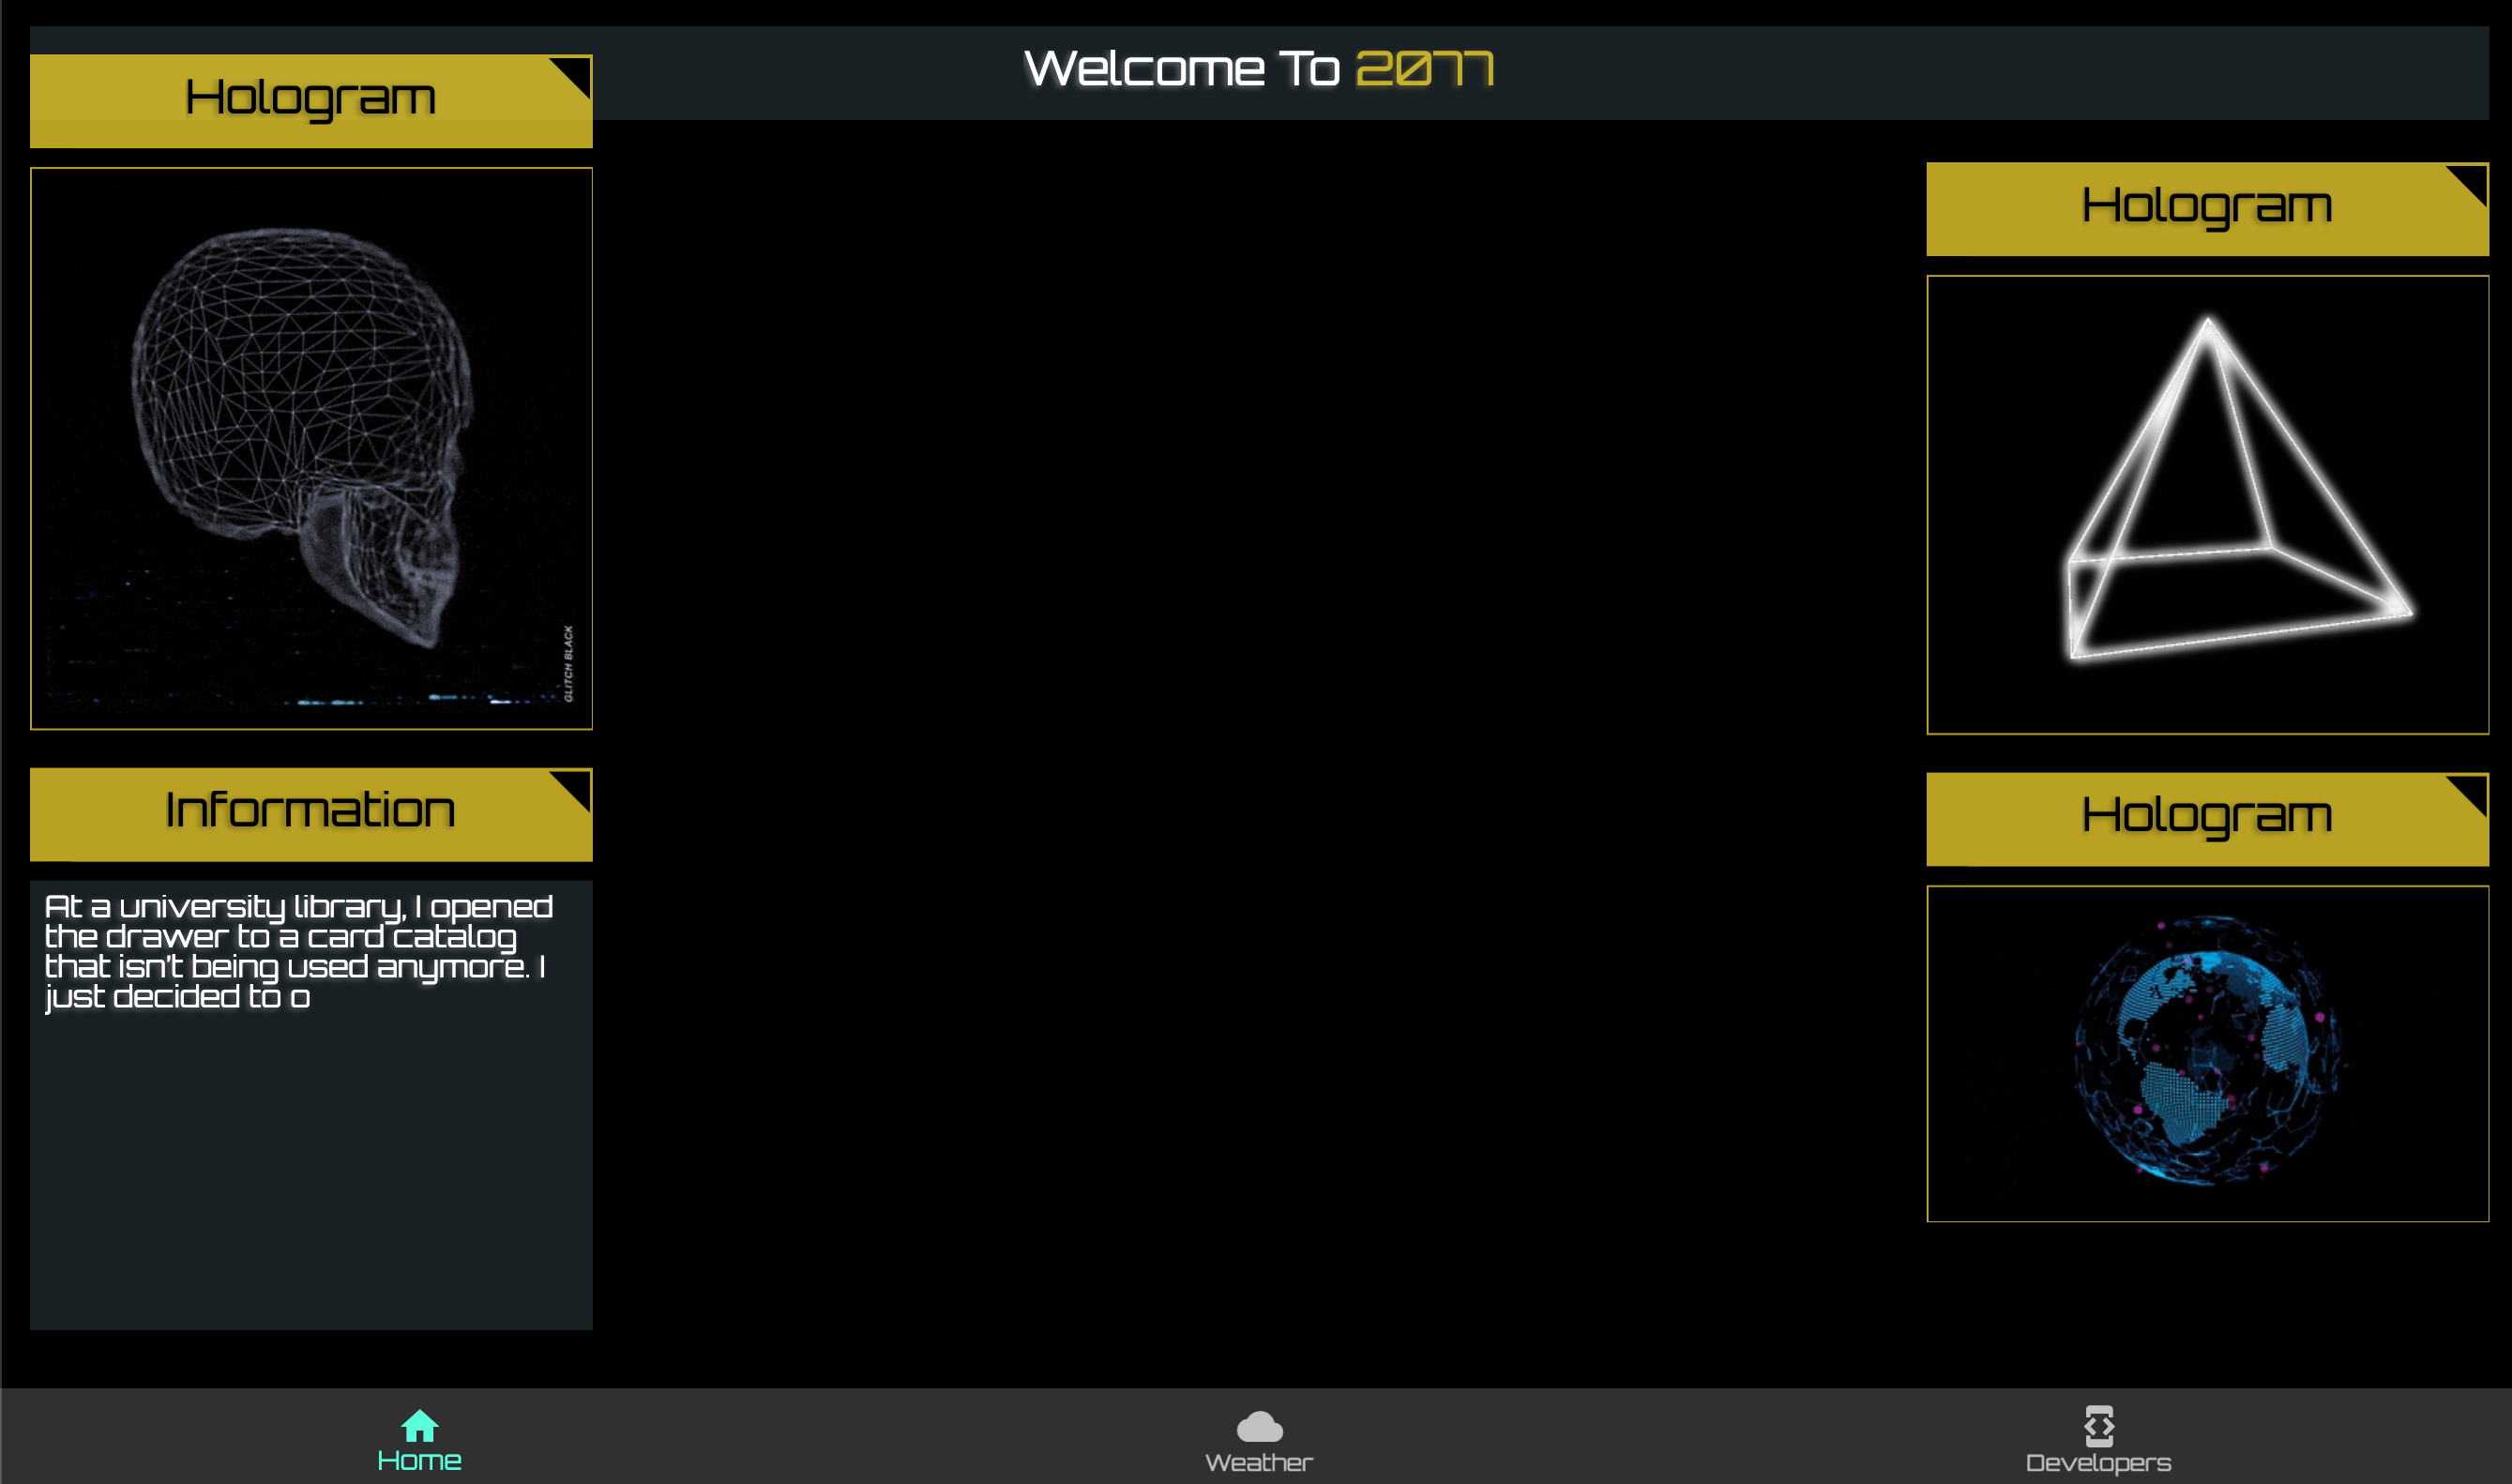 Welcome To 2077
Hologram
GLITCH BLACK
Information
At a university library, I opened
the drawer to a card catalog
that isn't being used anymore. I
just decided to o
Hologram
Hologram
Home
Weather
Developers